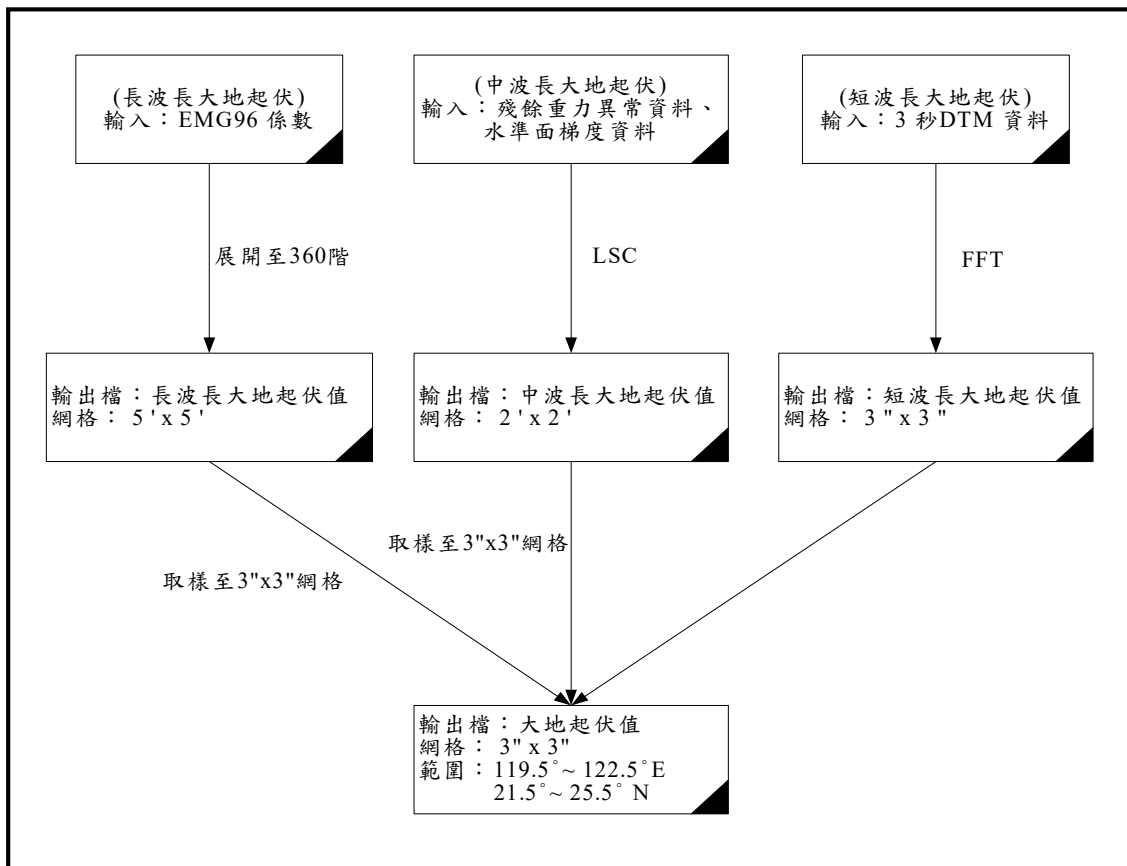 (長波長大地起伏)
輸入：EMG96 係數
(中波長大地起伏)
輸入：殘餘重力異常資料、
水準面梯度資料
(短波長大地起伏)
輸入：3 秒DTM 資料
展開至360階
LSC
FFT
輸出檔：長波長大地起伏值
網格： 5 ' x 5 '
輸出檔：中波長大地起伏值
網格： 2 ' x 2 '
輸出檔：短波長大地起伏值
網格： 3 " x 3 "
取樣至3"x3"網格
取樣至3"x3"網格
輸出檔：大地起伏值
網格： 3" x 3"
範圍：119.5°~ 122.5°E
21.5°~ 25.5° N